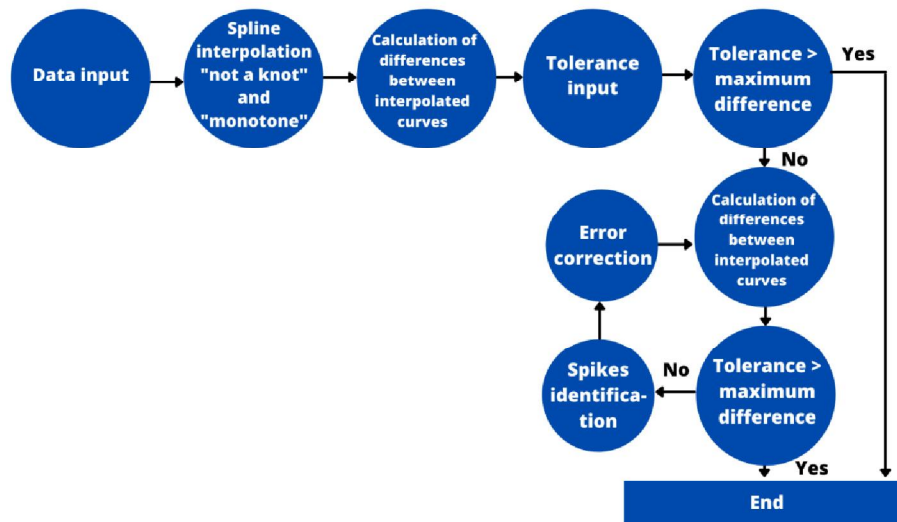 Data input
Spline
interpolation
"not a knot"
and
"monotone"
Calculation of
differences
between
interpolated
curves
Tolerance
input
Tolerance >
maximum
difference
Yes
No
Calculation of
differences
between
interpolated
curves
Error
correction
Tolerance >
maximum
difference
No
Spikes
identifica-
tion
Yes
End